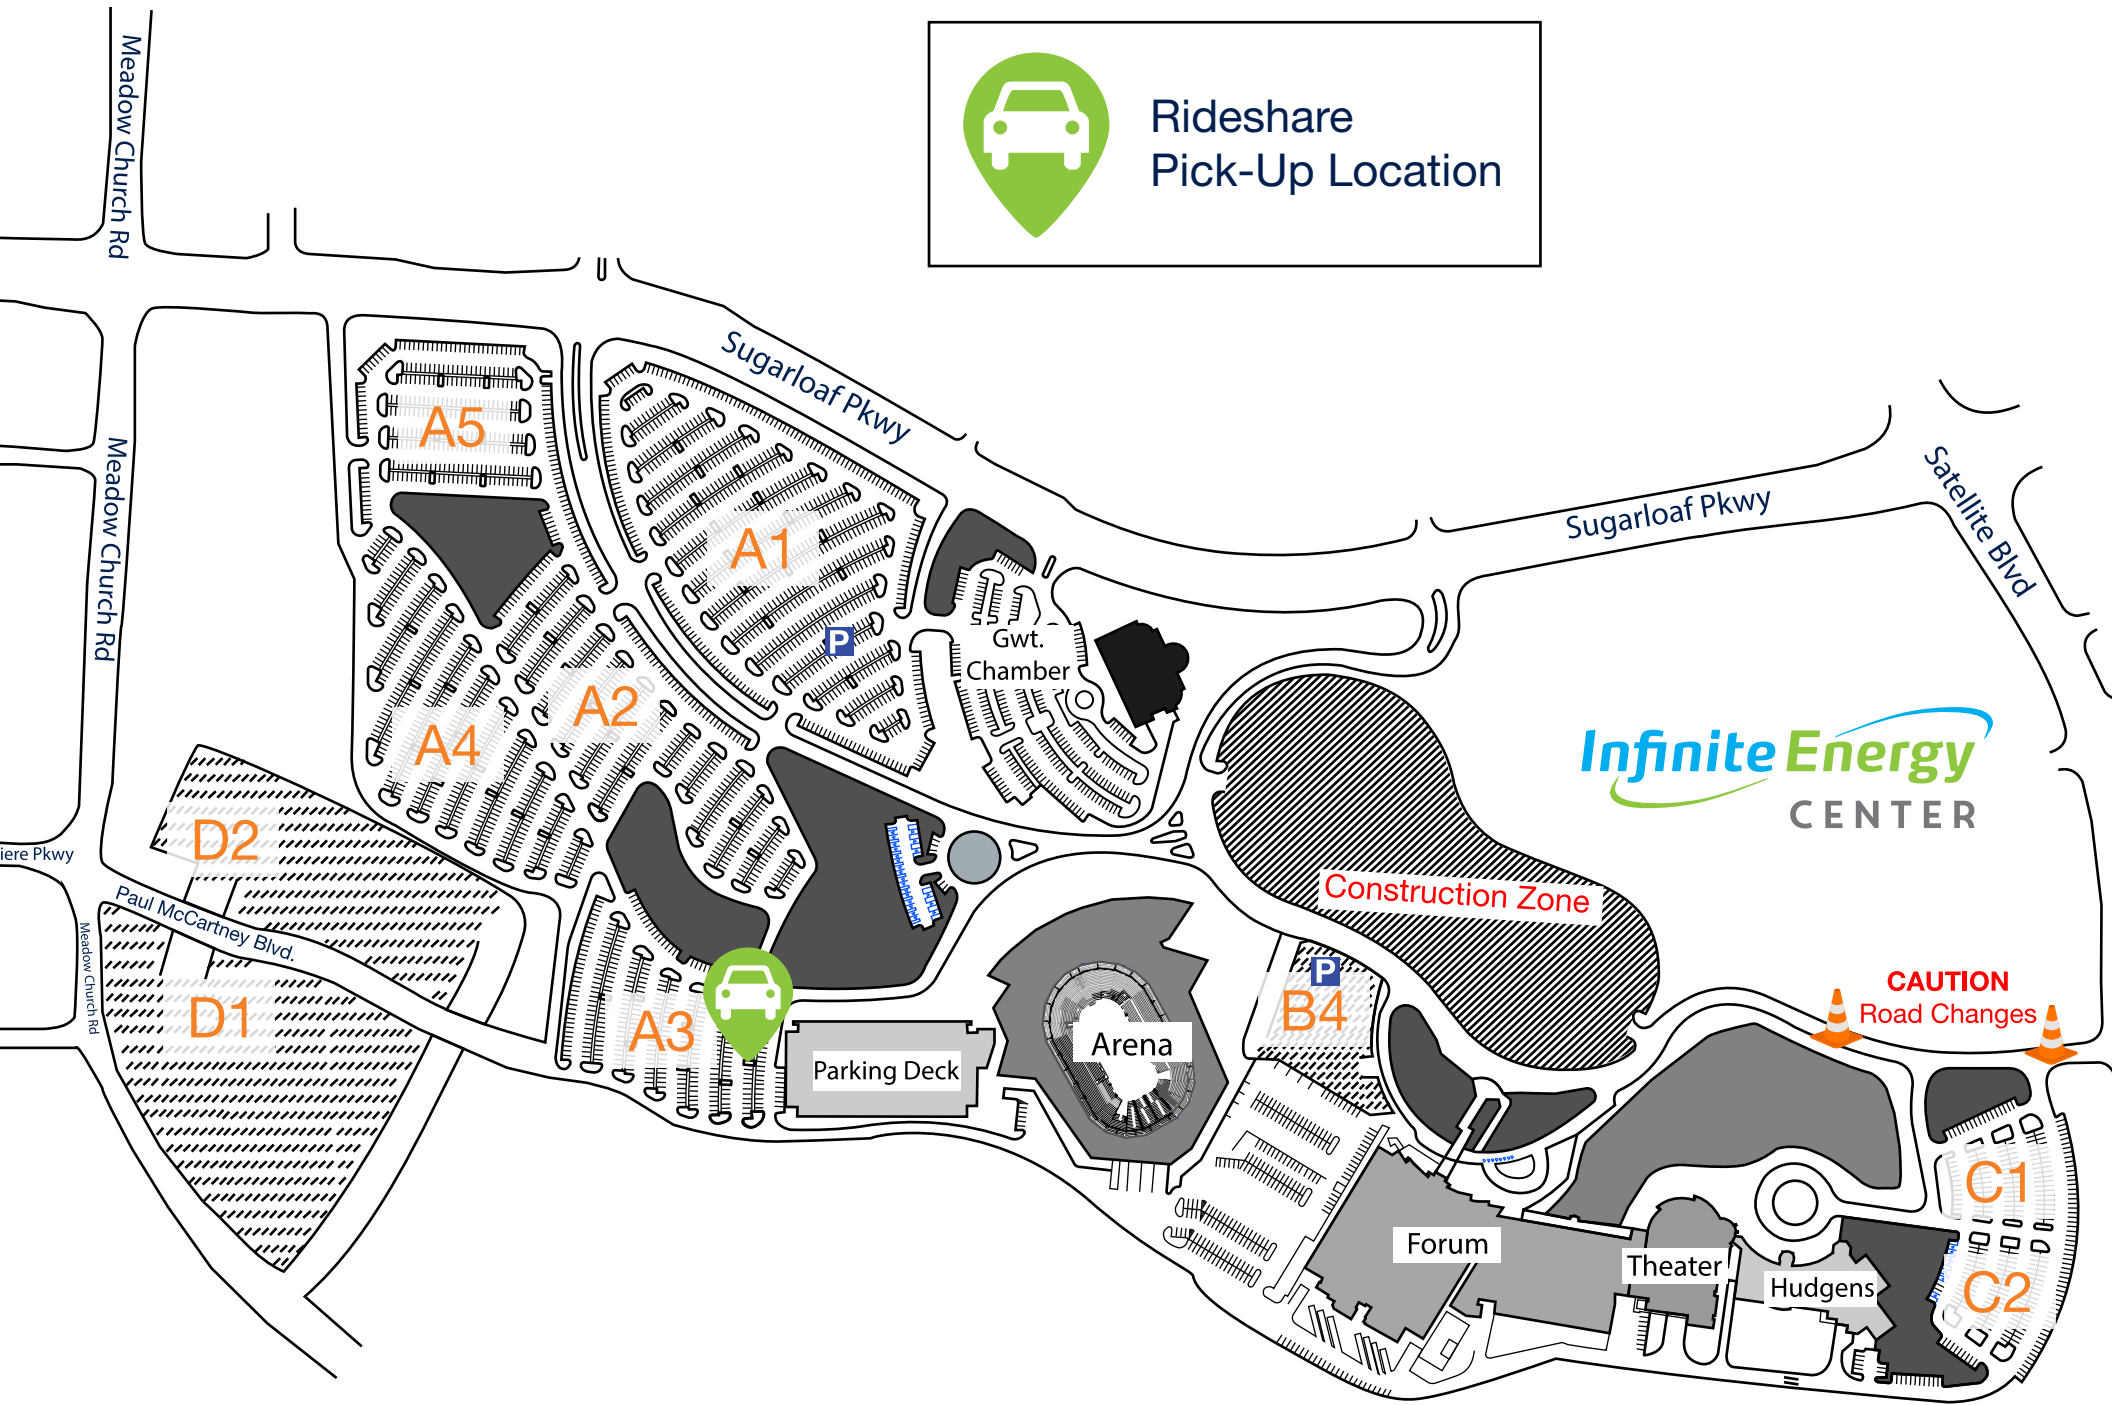 Rideshare
Pick-Up Location
Meadow Church Rd
Sugarloaf Pkwy
Sugarloaf Pkwy
Satellite Blvd
Meadow Church Rd
A5
A1
P
Gwt.
Chamber
A2
A4
Infinite Energy
CENTER
D2
iere Pkwy
Paul McCartney Blvd.
Meadow Church Rd
D1
Construction Zone
P
B4
CAUTION
Road Changes
A3
Parking Deck
Arena
C1
Forum
Theater
Hudgens
C2